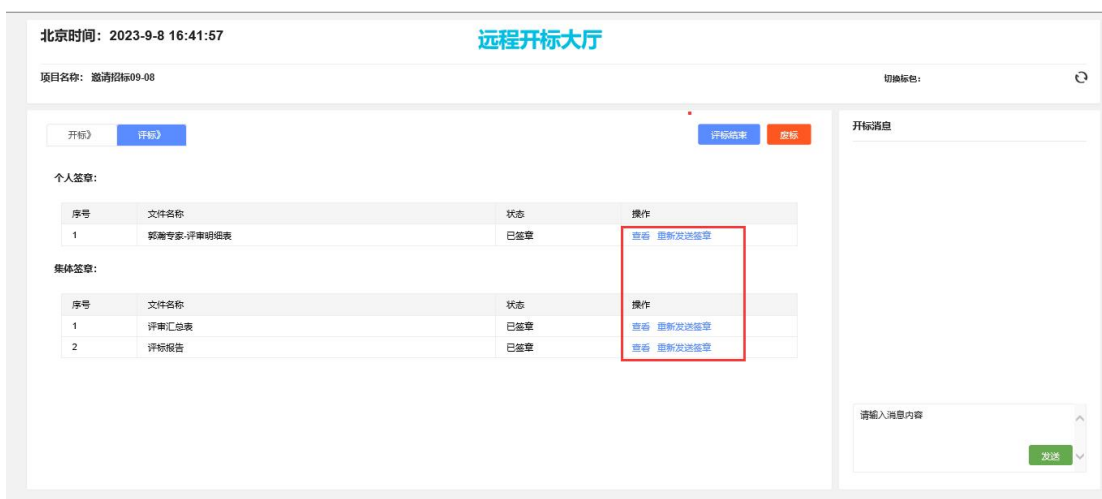 北京时间：2023-9-8 16:41:57
远程开标大厅
项目名称：邀请招标09-08
切换标包：
开标》 评标》
评标结束 废标
开标消息
个人签章：
序号 文件名称 状态 操作
1 郭瀚专家-评审明细表 已签章 查看 重新发送签章
集体签章：
序号 文件名称 状态 操作
1 评审汇总表 已签章 查看 重新发送签章
2 评标报告 已签章 查看 重新发送签章
请输入消息内容
发送